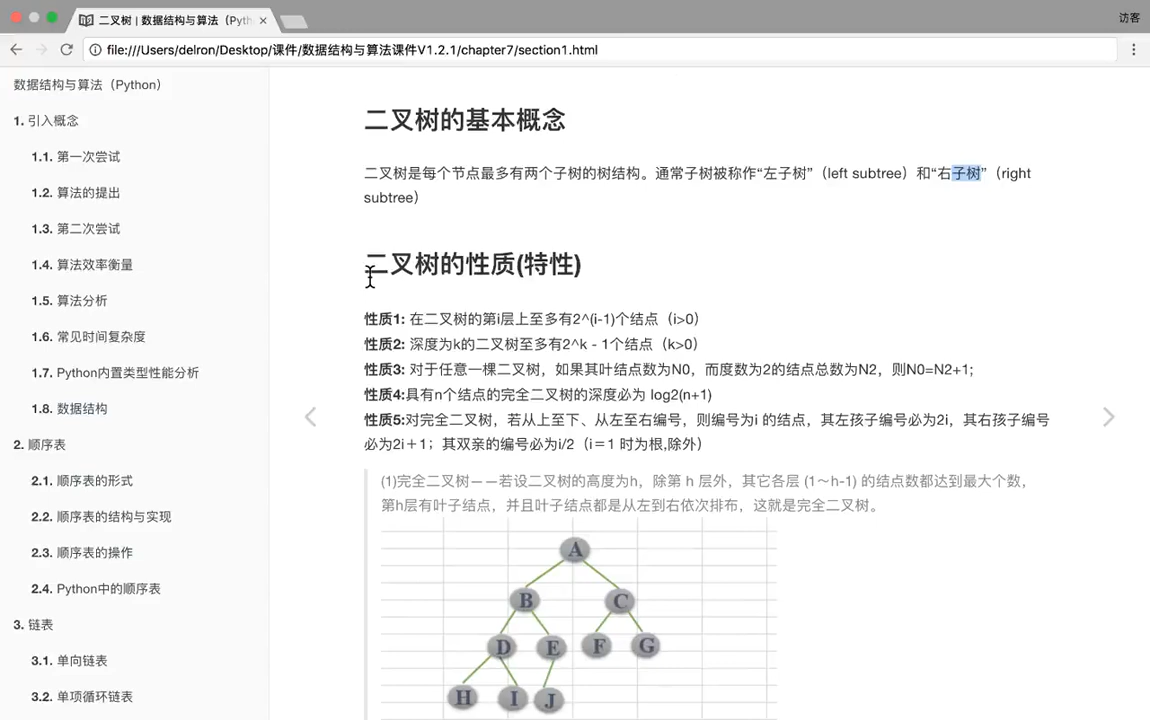 二叉树 | 数据结构与算法（Pyth
访客
file:///Users/delron/Desktop/课件/数据结构与算法课件V1.2.1/chapter7/section1.html
数据结构与算法（Python）
1. 引入概念
1.1. 第一次尝试
1.2. 算法的提出
1.3. 第二次尝试
1.4. 算法效率衡量
1.5. 算法分析
1.6. 常见时间复杂度
1.7. Python内置类型性能分析
1.8. 数据结构
2. 顺序表
2.1. 顺序表的形式
2.2. 顺序表的结构与实现
2.3. 顺序表的操作
2.4. Python中的顺序表
3. 链表
3.1. 单向链表
3.2. 单项循环链表
二叉树的基本概念
二叉树是每个节点最多有两个子树的树结构。通常子树被称作“左子树”（left subtree）和“右子树”（right
subtree）
二叉树的性质(特性)
性质1: 在二叉树的第i层上至多有2^(i-1)个结点（i>0）
性质2: 深度为k的二叉树至多有2^k - 1个结点（k>0）
性质3: 对于任意一棵二叉树，如果其叶结点数为N0，而度数为2的结点总数为N2，则N0=N2+1;
性质4:具有n个结点的完全二叉树的深度必为 log2(n+1)
性质5:对完全二叉树，若从上至下、从左至右编号，则编号为i 的结点，其左孩子编号必为2i，其右孩子编号
必为2i＋1；其双亲的编号必为i/2（i＝1 时为根,除外）
(1)完全二叉树——若设二叉树的高度为h，除第 h 层外，其它各层 (1～h-1) 的结点数都达到最大个数，
第h层有叶子结点，并且叶子结点都是从左到右依次排布，这就是完全二叉树。
A
B C
D E F G
H I J